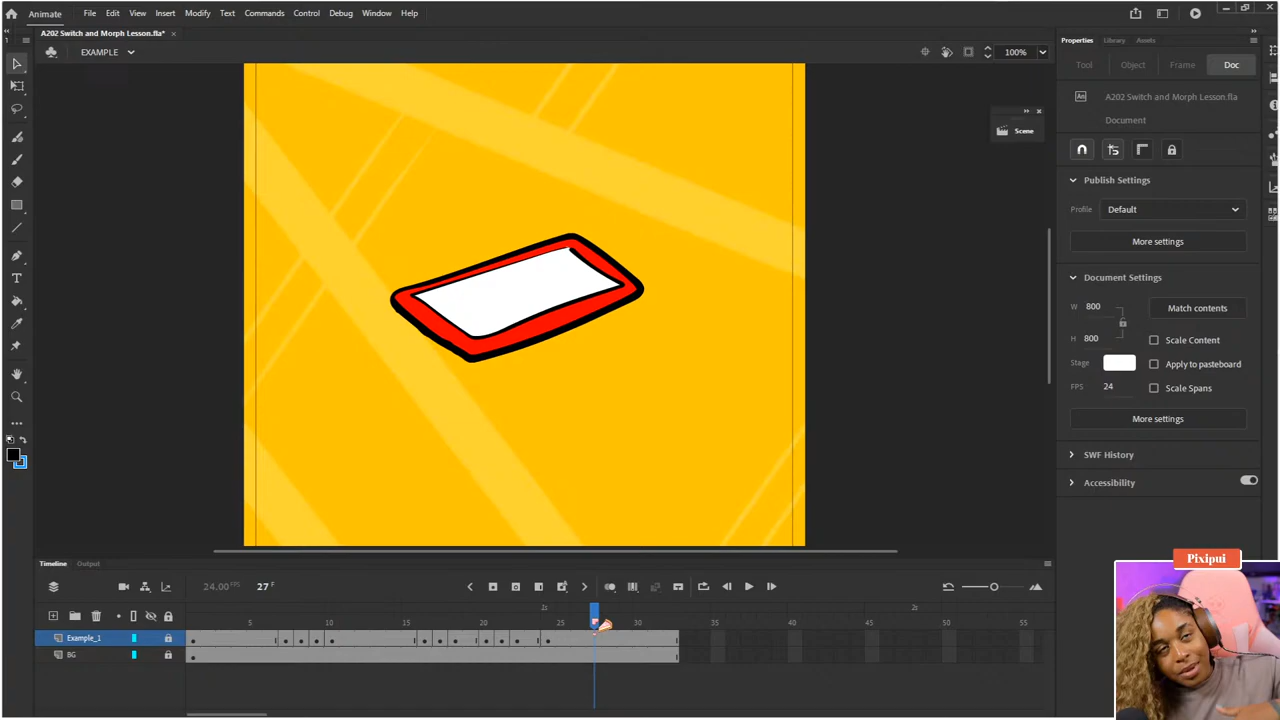 Animate File Edit View Insert Modify Text Commands Control Debug Window Help
A202 Switch and Morph Lesson.fla*
EXAMPLE 100%
Properties Library Assets
Tool Object Frame Doc
An A202 Switch and Morph Lesson.fla
Document
Scene
Publish Settings
Profile Default
More settings
Document Settings
W 800 Match contents
H 800 Scale Content
Stage Apply to pasteboard
FPS 24 Scale Spans
More settings
SWF History
Accessibility
Timeline Output
Pixipui
24.00 FPS 27 F
1s 2s
5 10 15 20 25 30 35 40 45 50 55
Example_1
BG